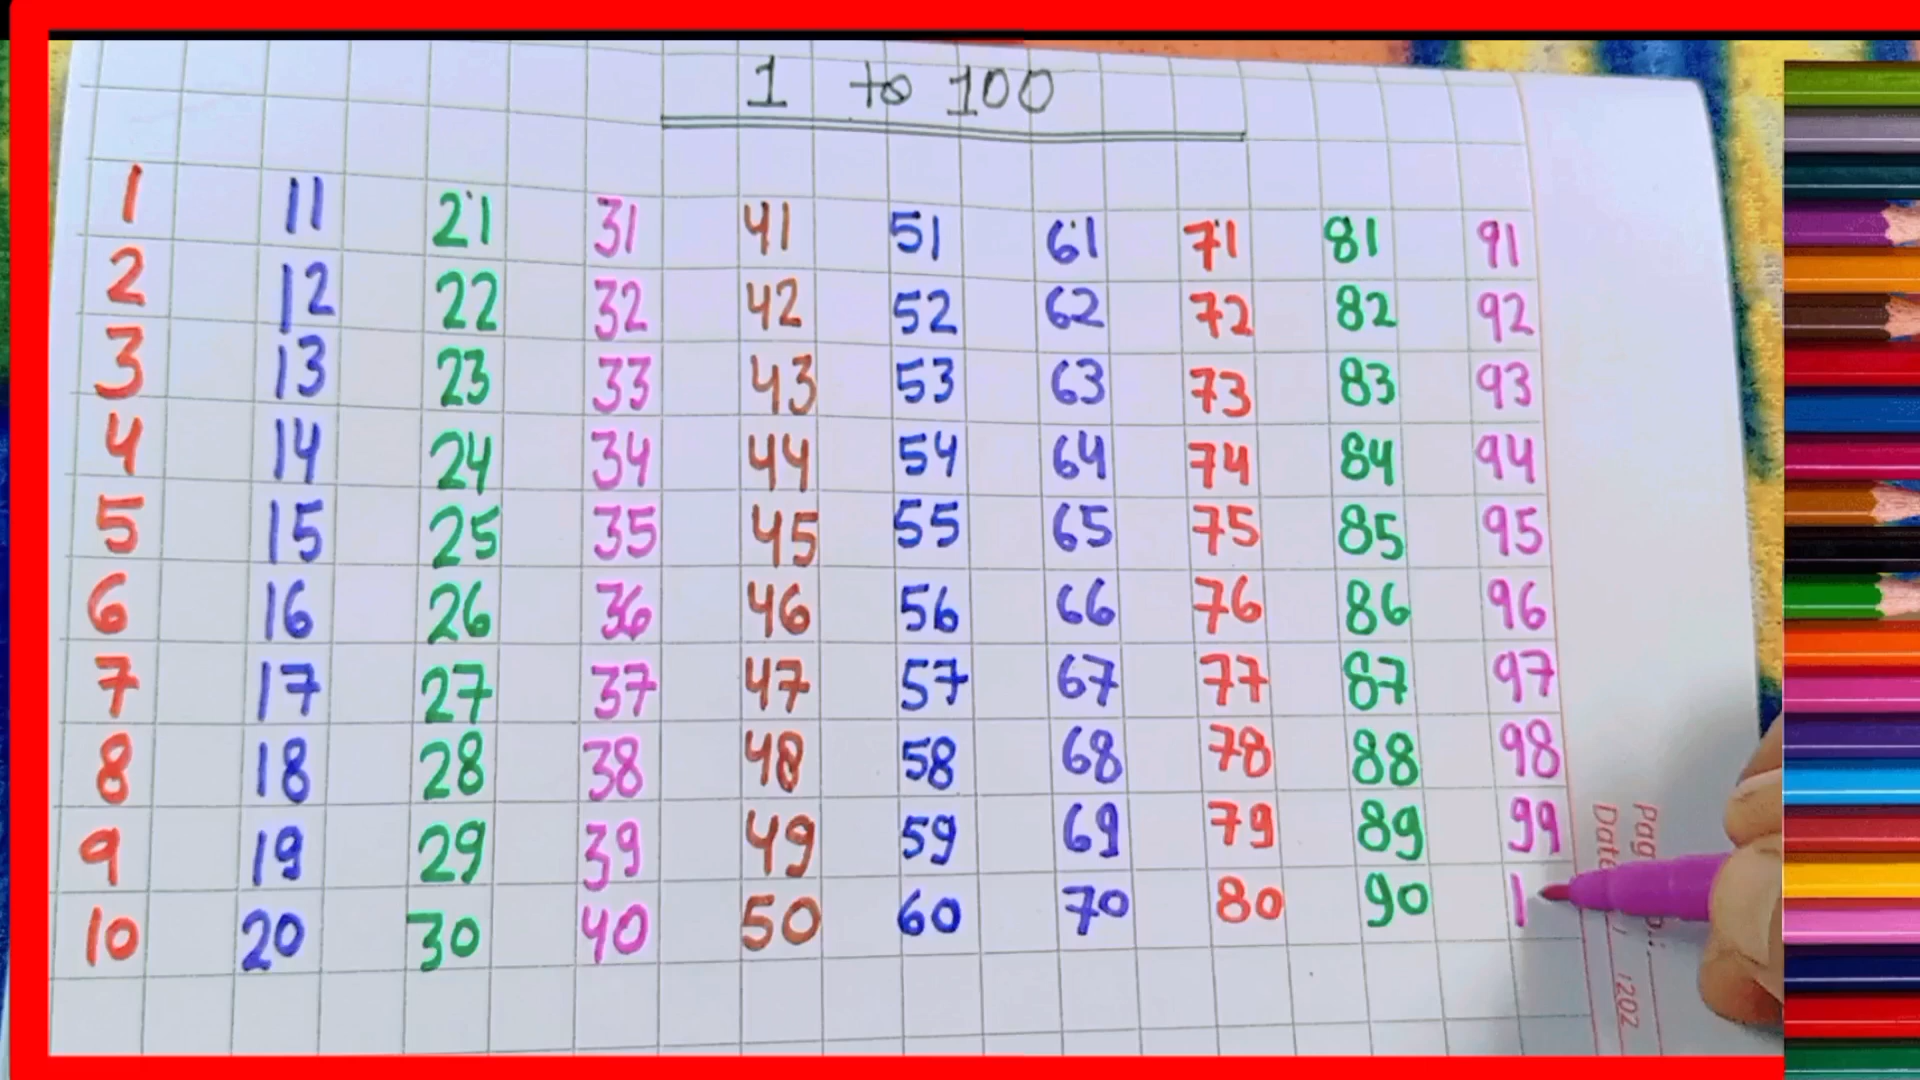 1 to 100
1 11 21 31 41 51 61 71 81 91
2 12 22 32 42 52 62 72 82 92
3 13 23 33 43 53 63 73 83 93
4 14 24 34 44 54 64 74 84 94
5 15 25 35 45 55 65 75 85 95
6 16 26 36 46 56 66 76 86 96
7 17 27 37 47 57 67 77 87 97
8 18 28 38 48 58 68 78 88 98
9 19 29 39 49 59 69 79 89 99
10 20 30 40 50 60 70 80 90 1